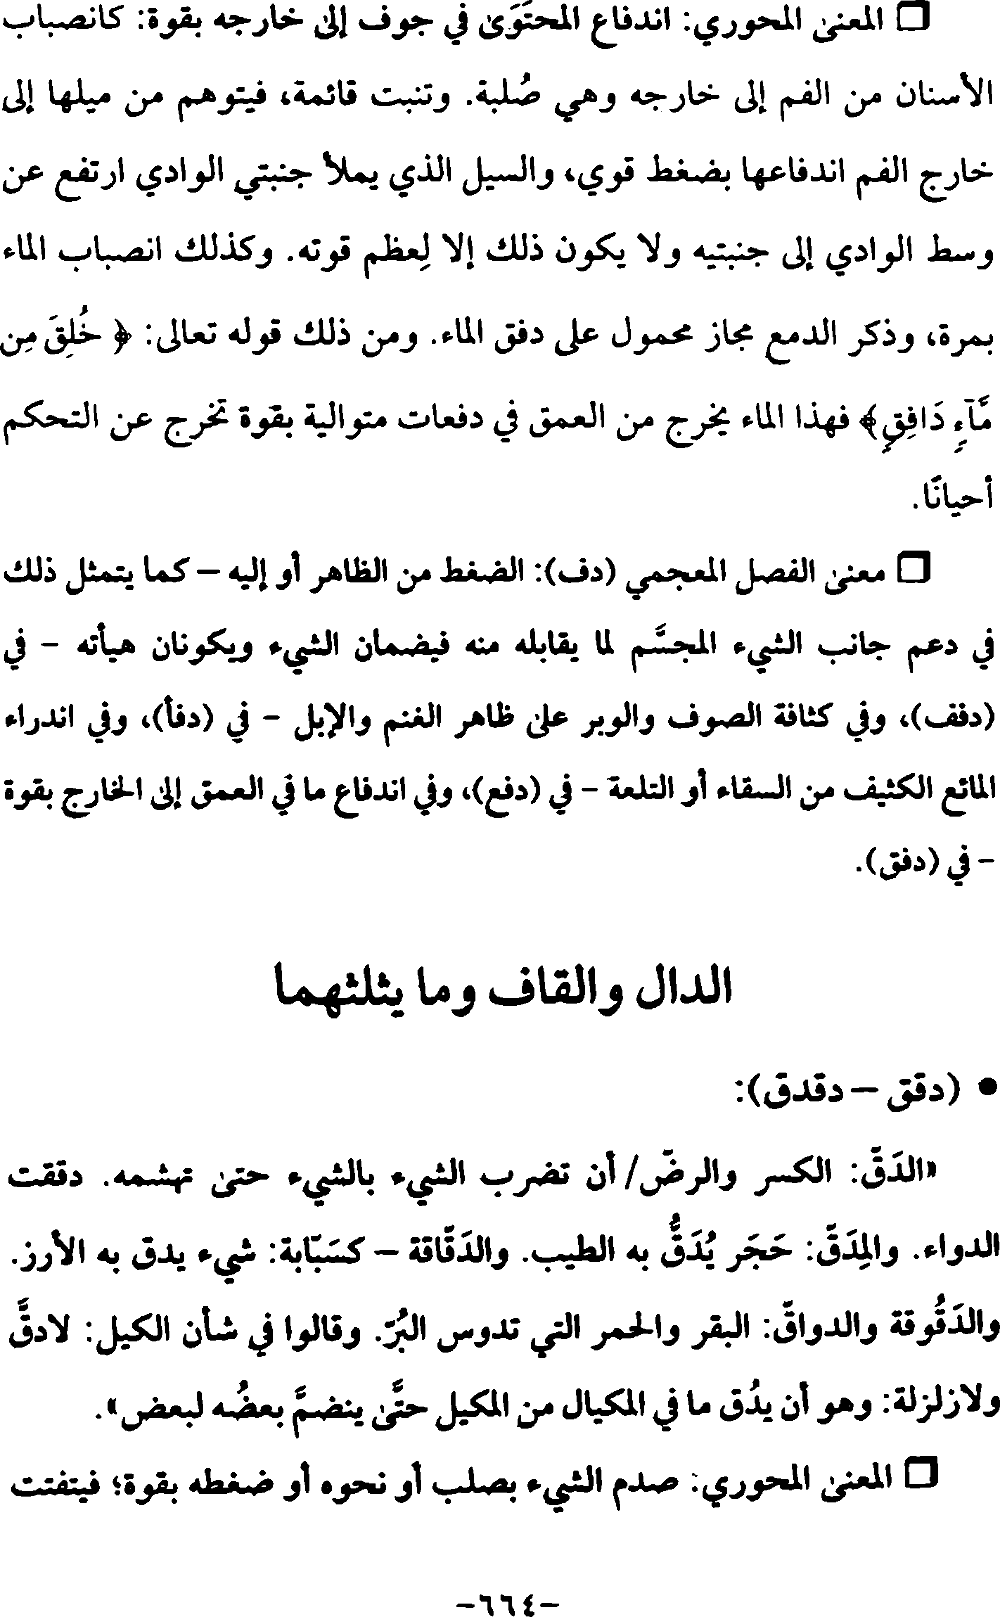 ❒ المعنىٰ المحوري: اندفاع المحتَوَىٰ في جوف إلىٰ خارجه بقوة: كانصباب
الأسنان من الفم إلى خارجه وهي صُلبة. وتنبت قائمة، فيتوهم من ميلها إلى
خارج الفم اندفاعها بضغط قوي، والسيل الذي يملأ جنبتي الوادي ارتفع عن
وسط الوادي إلى جنبتيه ولا يكون ذلك إلا لِعظم قوته. وكذلك انصباب الماء
بمرة، وذكر الدمع مجاز محمول على دفق الماء. ومن ذلك قوله تعالى: ﴿ خُلِقَ مِن
مَّآءٖ دَافِقٖ﴾ فهذا الماء يخرج من العمق في دفعات متوالية بقوة تخرج عن التحكم
أحيانًا.
❒ معنىٰ الفصل المعجمي (دف): الضغط من الظاهر أو إليه – كما يتمثل ذلك
في دعم جانب الشيء المجسَّم لما يقابله منه فيضمان الشيء ويكونان هيأته - في
(دفف)، وفي كثافة الصوف والوبر علىٰ ظاهر الغنم والإبل - في (دفأ)، وفي اندراء
المائع الكثيف من السقاء أو التلعة - في (دفع)، وفي اندفاع ما في العمق إلىٰ الخارج بقوة
- في (دفق).
الدال والقاف وما يثلثهما
• (دقق – دقدق):
«الدَقّ: الكسر والرضّ/ أن تضرب الشيء بالشيء حتىٰ تهشمه. دققت
الدواء. والمِدَقّ: حَجَر يُدَقُّ به الطيب. والدَقّاقة – كسَبّابة: شيء يدق به الأرز.
والدَقُوقة والدواقّ: البقر والحمر التي تدوس البُرّ. وقالوا في شأن الكيل: لادقَّ
ولازلزلة: وهو أن يدُق ما في المكيال من المكيل حتَّىٰ ينضمَّ بعضُه لبعض».
❒ المعنىٰ المحوري: صدم الشيء بصلب أو نحوه أو ضغطه بقوة؛ فيتفتت
-٦٦٤-